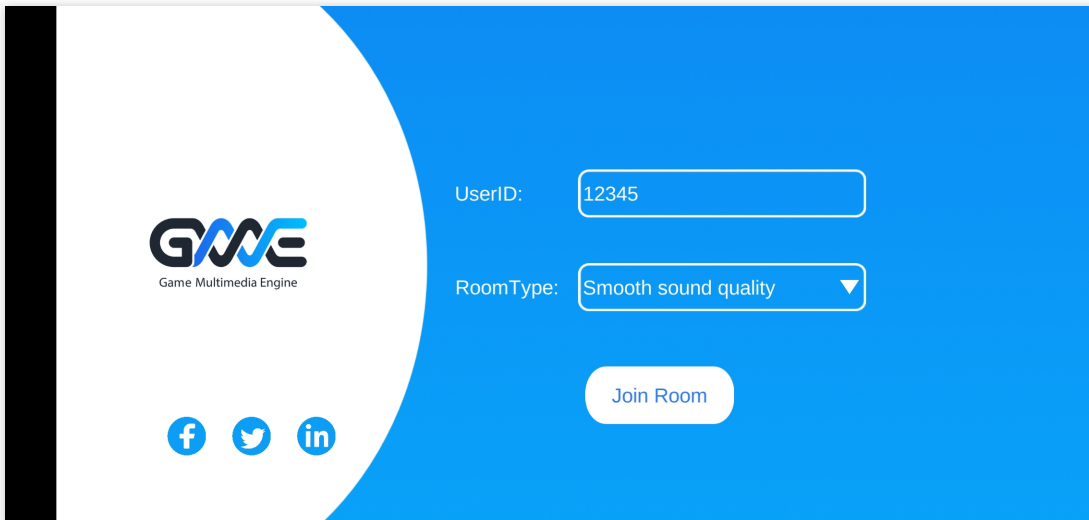 GME
Game Multimedia Engine
UserID:
12345
RoomType:
Smooth sound quality
Join Room